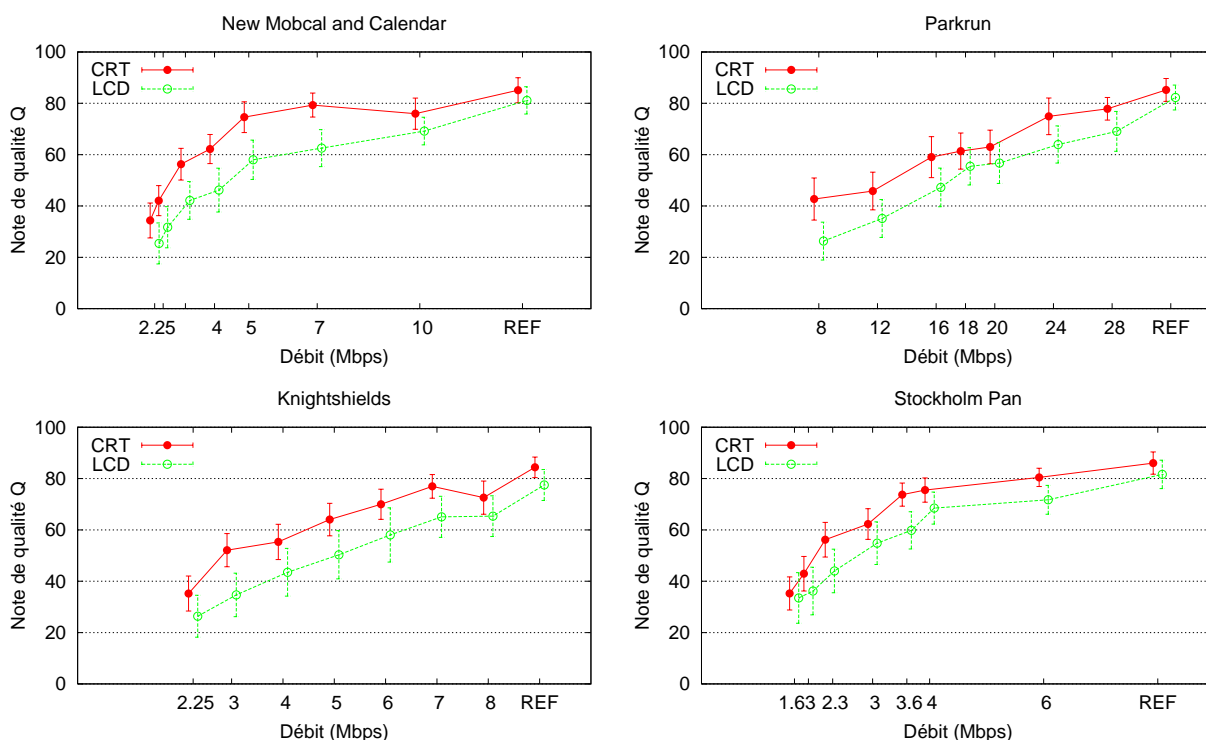 New Mobcal and Calendar
Note de qualité Q
100
80
60
40
20
0
CRT
LCD
2.25 4 5 7 10 REF
Débit (Mbps)
Parkrun
Note de qualité Q
100
80
60
40
20
0
CRT
LCD
8 12 16 18 20 24 28 REF
Débit (Mbps)
Knightshields
Note de qualité Q
100
80
60
40
20
0
CRT
LCD
2.25 3 4 5 6 7 8 REF
Débit (Mbps)
Stockholm Pan
Note de qualité Q
100
80
60
40
20
0
CRT
LCD
1.63 2.3 3 3.6 4 6 REF
Débit (Mbps)